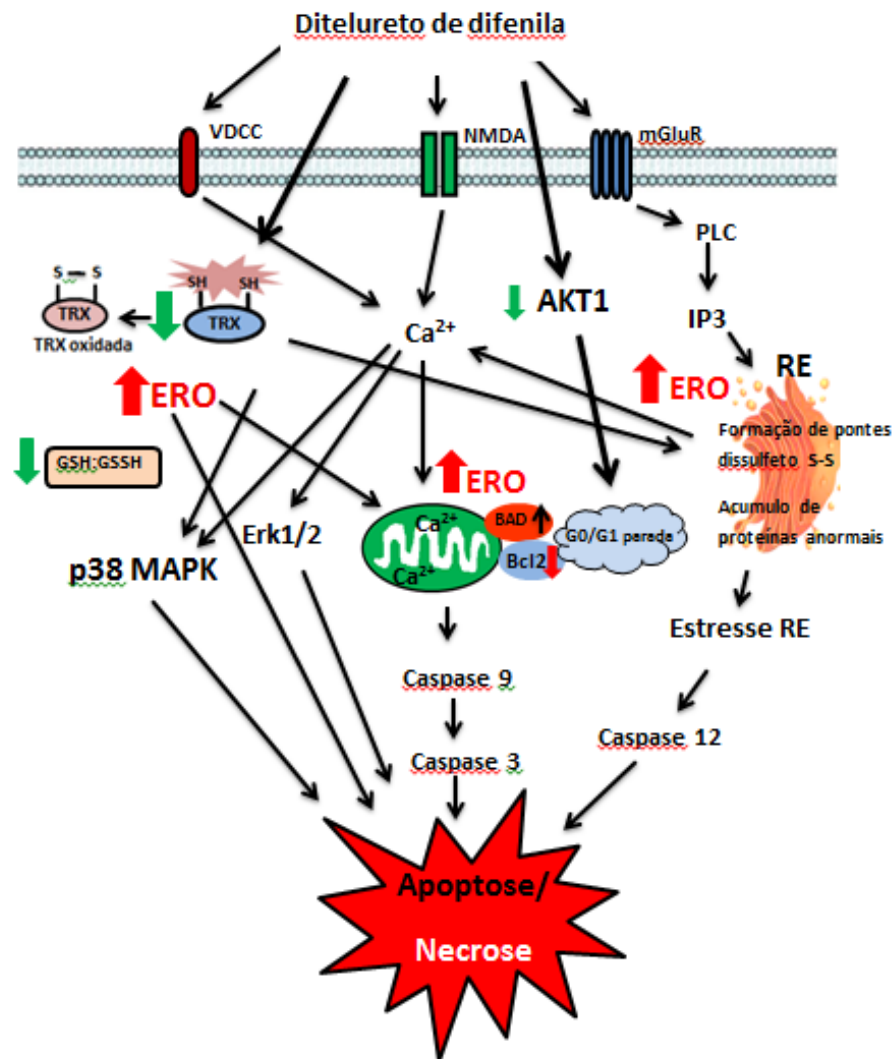 Ditelureto de difenila
VDCC
NMDA
mGluR
PLC
S – S
SH SH
TRX
TRX
TRX oxidada
AKT1
IP3
Ca²⁺
ERO
ERO
RE
GSH:GSSH
Formação de pontes
dissulfeto S-S
Acumulo de
proteínas anormais
ERO
Erk1/2
p38 MAPK
Ca²⁺
Ca²⁺
BAD
Bcl2
G0/G1 parada
Estresse RE
Caspase 9
Caspase 12
Caspase 3
Apoptose/
Necrose